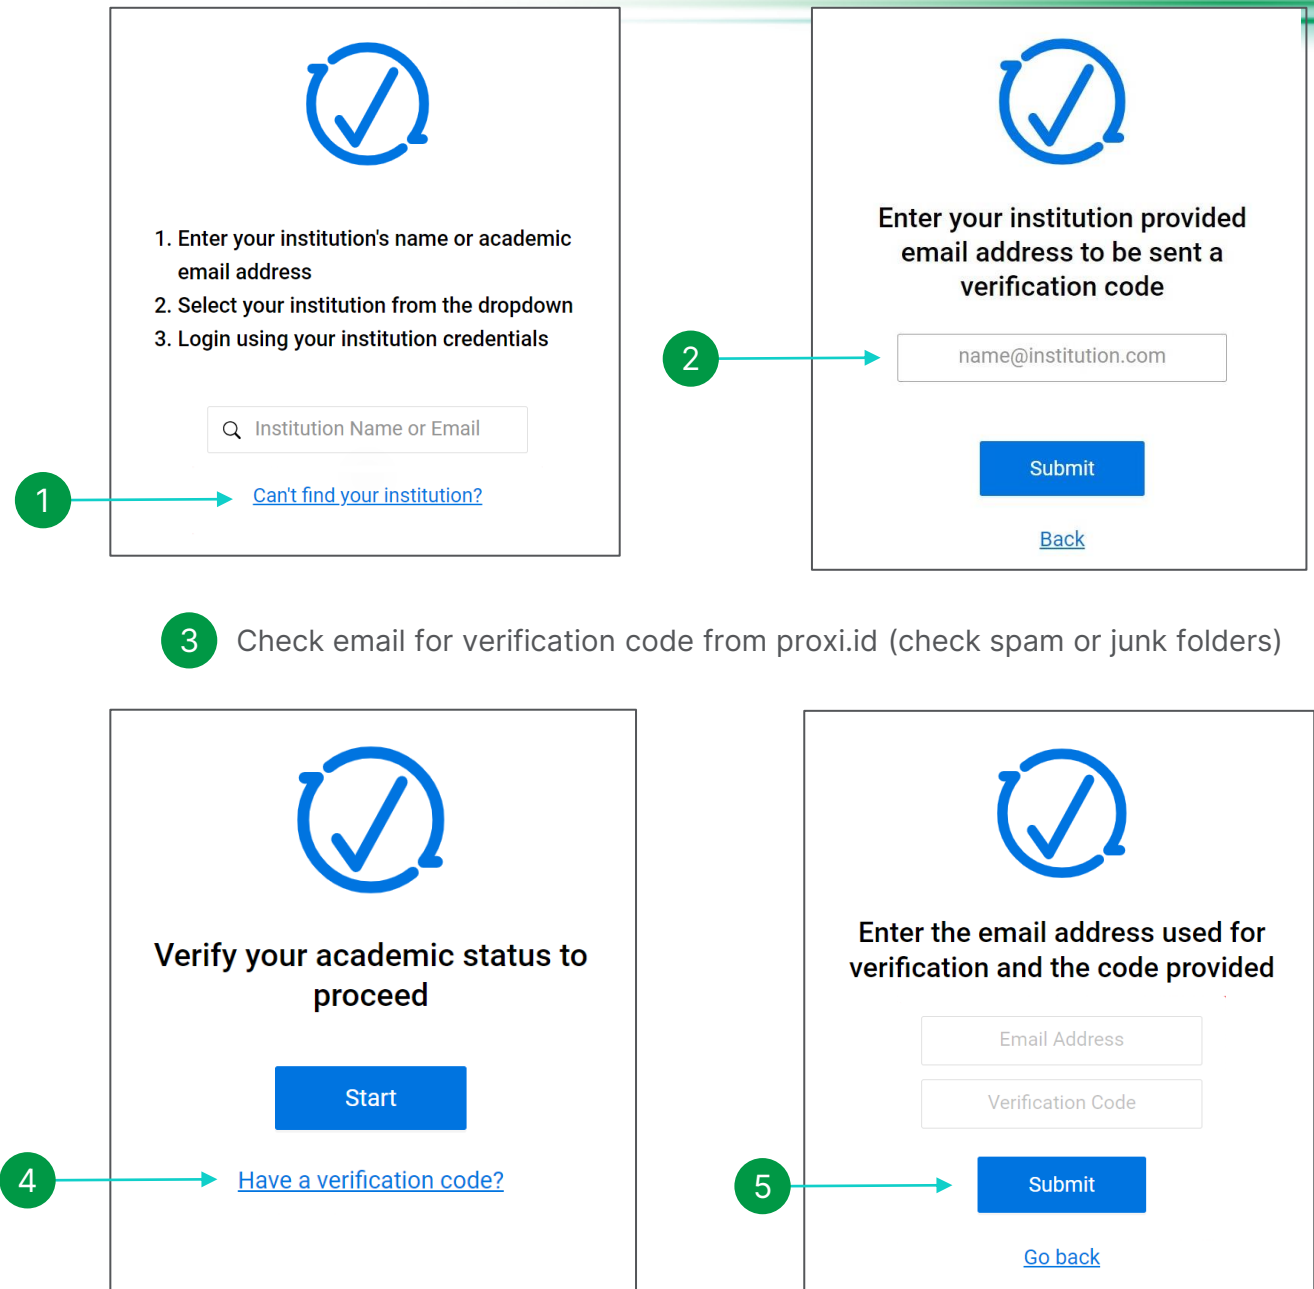 1. Enter your institution's name or academic
email address
2. Select your institution from the dropdown
3. Login using your institution credentials
Institution Name or Email
1
Can't find your institution?
Enter your institution provided
email address to be sent a
verification code
2
name@institution.com
Submit
Back
3 Check email for verification code from proxi.id (check spam or junk folders)
Verify your academic status to
proceed
Start
4
Have a verification code?
Enter the email address used for
verification and the code provided
Email Address
Verification Code
5
Submit
Go back